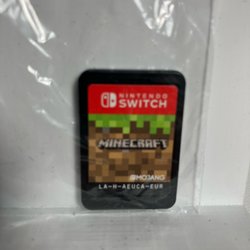 NINTENDO
SWITCH
MINECRAFT
MOJANG
LA-H-AEUCA-EUR